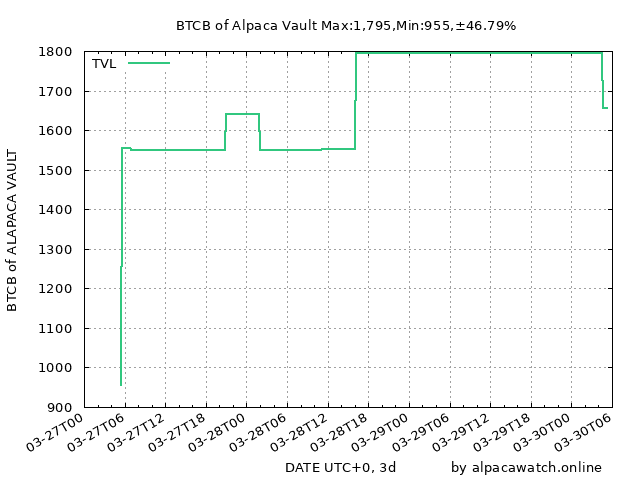 BTCB of Alpaca Vault Max:1,795,Min:955,±46.79%
TVL
BTCB of ALAPACA VAULT
1800
1700
1600
1500
1400
1300
1200
1100
1000
900
03-27T00
03-27T06
03-27T12
03-27T18
03-28T00
03-28T06
03-28T12
03-28T18
03-29T00
03-29T06
03-29T12
03-29T18
03-30T00
03-30T06
DATE UTC+0, 3d
by alpacawatch.online